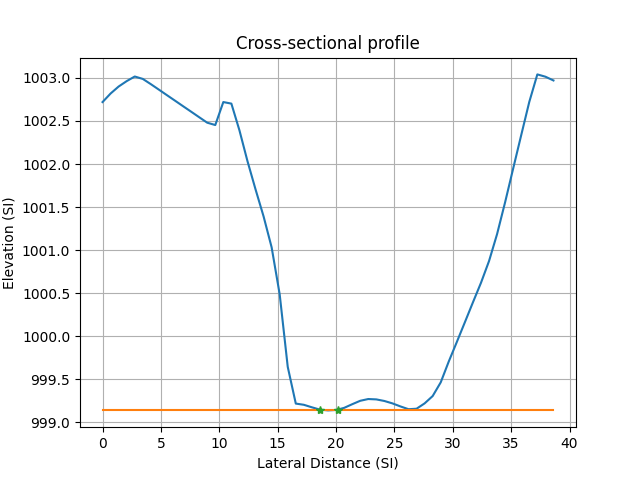 Cross-sectional profile
1003.0
1002.5
1002.0
1001.5
1001.0
1000.5
1000.0
999.5
999.0
Elevation (SI)
0 5 10 15 20 25 30 35 40
Lateral Distance (SI)